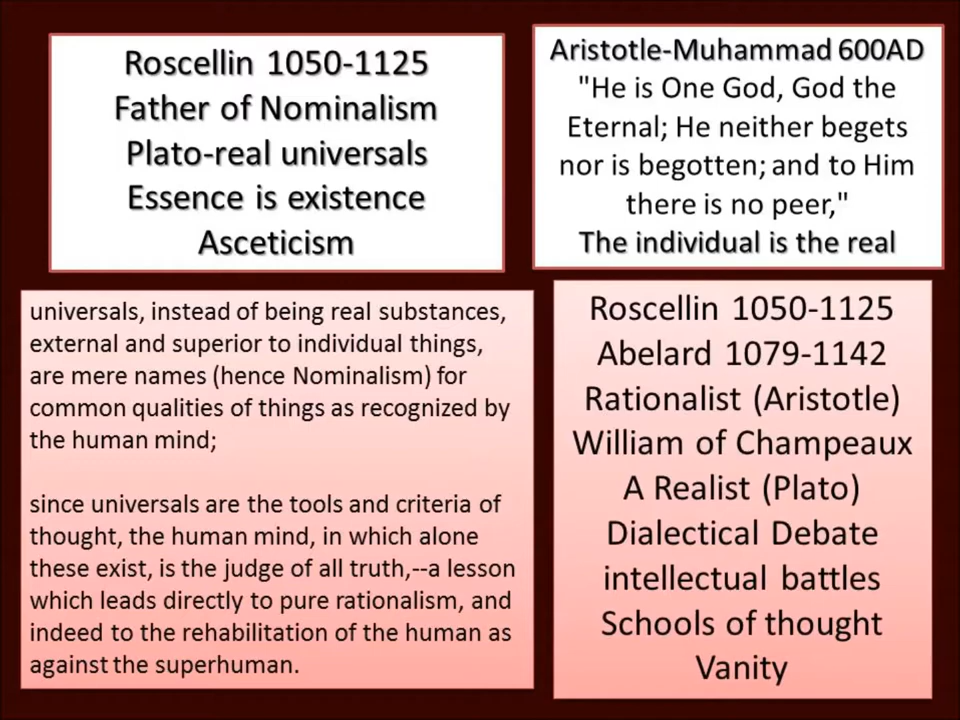 Roscellin 1050-1125
Father of Nominalism
Plato-real universals
Essence is existence
Asceticism
Aristotle-Muhammad 600AD
"He is One God, God the
Eternal; He neither begets
nor is begotten; and to Him
there is no peer,"
The individual is the real
universals, instead of being real substances,
external and superior to individual things,
are mere names (hence Nominalism) for
common qualities of things as recognized by
the human mind;
since universals are the tools and criteria of
thought, the human mind, in which alone
these exist, is the judge of all truth,--a lesson
which leads directly to pure rationalism, and
indeed to the rehabilitation of the human as
against the superhuman.
Roscellin 1050-1125
Abelard 1079-1142
Rationalist (Aristotle)
William of Champeaux
A Realist (Plato)
Dialectical Debate
intellectual battles
Schools of thought
Vanity